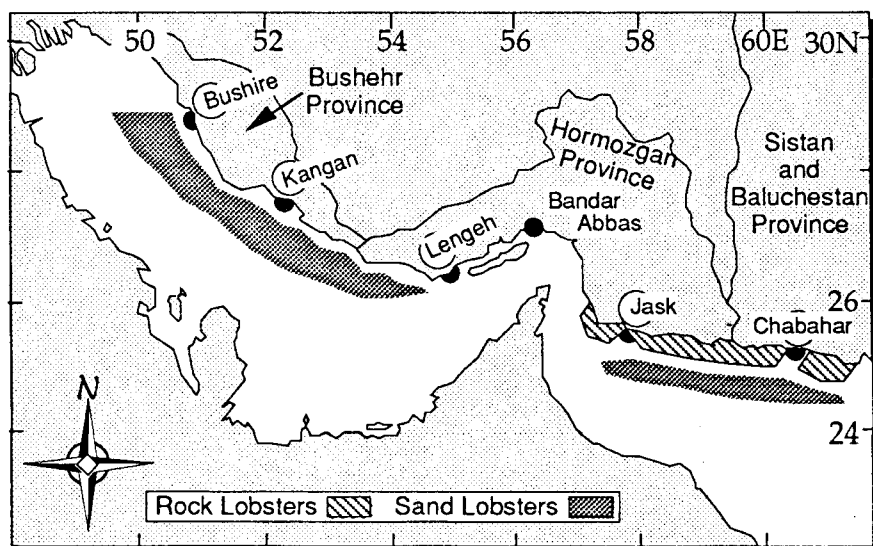 50 52 54 56 58 60E 30N
Bushire
Bushehr
Province
Kangan
Hormozgan
Province
Sistan
and
Baluchestan
Province
Lengeh
Bandar
Abbas
Jask
26
Chabahar
24
N
Rock Lobsters Sand Lobsters